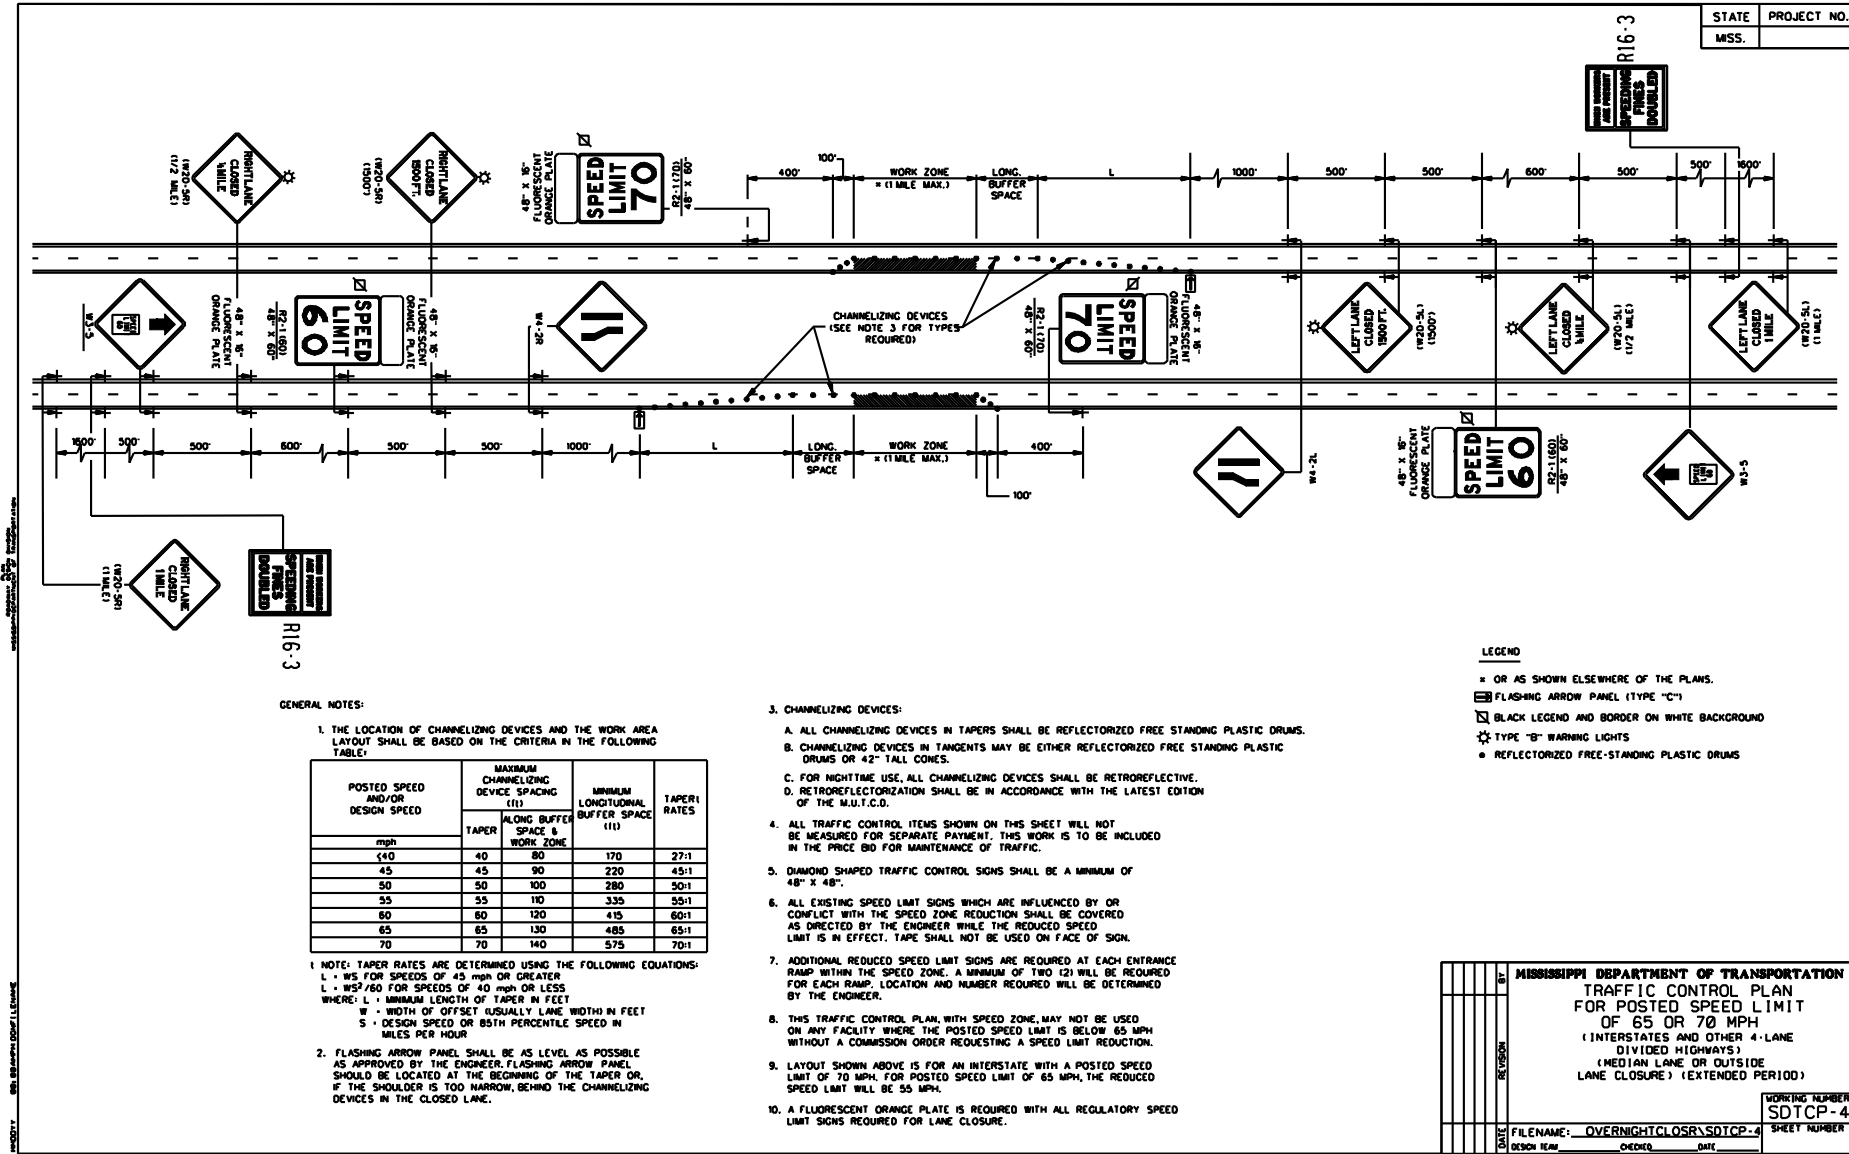 STATE PROJECT NO.
MISS.
R16-3
WHEN WORKERS
ARE PRESENT
SPEEDING
FINES
DOUBLED
RIGHT LANE
CLOSED
½ MILE
(W20-5R)
(1/2 MILE)
RIGHT LANE
CLOSED
1500 FT.
(W20-5R)
(1500')
48" X 16"
FLUORESCENT
ORANGE PLATE
SPEED
LIMIT
70
R2-1(70)
48" X 60"
400'
100'
WORK ZONE
* (1 MILE MAX.)
LONG.
BUFFER
SPACE
L
1000'
500'
500'
600'
500'
500'
1600'
W3-5
48" X 16"
FLUORESCENT
ORANGE PLATE
R2-1(60)
48" X 60"
SPEED
LIMIT
60
48" X 16"
FLUORESCENT
ORANGE PLATE
W4-2R
CHANNELIZING DEVICES
(SEE NOTE 3 FOR TYPES
REQUIRED)
R2-1(70)
48" X 60"
SPEED
LIMIT
70
48" X 16"
FLUORESCENT
ORANGE PLATE
LEFT LANE
CLOSED
1500 FT.
(W20-5L)
(1500')
LEFT LANE
CLOSED
½ MILE
(W20-5L)
(1/2 MILE)
LEFT LANE
CLOSED
1 MILE
(W20-5L)
(1 MILE)
1600'
500'
500'
600'
500'
500'
1000'
L
LONG.
BUFFER
SPACE
WORK ZONE
* (1 MILE MAX.)
400'
100'
W4-2L
48" X 16"
FLUORESCENT
ORANGE PLATE
SPEED
LIMIT
60
R2-1(60)
48" X 60"
W3-5
(W20-5R)
(1 MILE)
RIGHT LANE
CLOSED
1 MILE
WHEN WORKERS
ARE PRESENT
SPEEDING
FINES
DOUBLED
R16-3
LEGEND
* OR AS SHOWN ELSEWHERE OF THE PLANS.
FLASHING ARROW PANEL (TYPE "C")
BLACK LEGEND AND BORDER ON WHITE BACKGROUND
TYPE "B" WARNING LIGHTS
REFLECTORIZED FREE-STANDING PLASTIC DRUMS
GENERAL NOTES:
1. THE LOCATION OF CHANNELIZING DEVICES AND THE WORK AREA
LAYOUT SHALL BE BASED ON THE CRITERIA IN THE FOLLOWING
TABLE:
POSTED SPEED
AND/OR
DESIGN SPEED
mph
MAXIMUM
CHANNELIZING
DEVICE SPACING
(ft)
TAPER
ALONG BUFFER
SPACE &
WORK ZONE
MINIMUM
LONGITUDINAL
BUFFER SPACE
(ft)
TAPER‡
RATES
≤40 40 80 170 27:1
45 45 90 220 45:1
50 50 100 280 50:1
55 55 110 335 55:1
60 60 120 415 60:1
65 65 130 485 65:1
70 70 140 575 70:1
‡ NOTE: TAPER RATES ARE DETERMINED USING THE FOLLOWING EQUATIONS:
L = WS FOR SPEEDS OF 45 mph OR GREATER
L = WS²/60 FOR SPEEDS OF 40 mph OR LESS
WHERE: L = MINIMUM LENGTH OF TAPER IN FEET
W = WIDTH OF OFFSET (USUALLY LANE WIDTH) IN FEET
S = DESIGN SPEED OR 85TH PERCENTILE SPEED IN
MILES PER HOUR
2. FLASHING ARROW PANEL SHALL BE AS LEVEL AS POSSIBLE
AS APPROVED BY THE ENGINEER. FLASHING ARROW PANEL
SHOULD BE LOCATED AT THE BEGINNING OF THE TAPER OR,
IF THE SHOULDER IS TOO NARROW, BEHIND THE CHANNELIZING
DEVICES IN THE CLOSED LANE.
3. CHANNELIZING DEVICES:
A. ALL CHANNELIZING DEVICES IN TAPERS SHALL BE REFLECTORIZED FREE STANDING PLASTIC DRUMS.
B. CHANNELIZING DEVICES IN TANGENTS MAY BE EITHER REFLECTORIZED FREE STANDING PLASTIC
DRUMS OR 42" TALL CONES.
C. FOR NIGHTTIME USE, ALL CHANNELIZING DEVICES SHALL BE RETROREFLECTIVE.
D. RETROREFLECTORIZATION SHALL BE IN ACCORDANCE WITH THE LATEST EDITION
OF THE M.U.T.C.D.
4. ALL TRAFFIC CONTROL ITEMS SHOWN ON THIS SHEET WILL NOT
BE MEASURED FOR SEPARATE PAYMENT. THIS WORK IS TO BE INCLUDED
IN THE PRICE BID FOR MAINTENANCE OF TRAFFIC.
5. DIAMOND SHAPED TRAFFIC CONTROL SIGNS SHALL BE A MINIMUM OF
48" X 48".
6. ALL EXISTING SPEED LIMIT SIGNS WHICH ARE INFLUENCED BY OR
CONFLICT WITH THE SPEED ZONE REDUCTION SHALL BE COVERED
AS DIRECTED BY THE ENGINEER WHILE THE REDUCED SPEED
LIMIT IS IN EFFECT. TAPE SHALL NOT BE USED ON FACE OF SIGN.
7. ADDITIONAL REDUCED SPEED LIMIT SIGNS ARE REQUIRED AT EACH ENTRANCE
RAMP WITHIN THE SPEED ZONE. A MINIMUM OF TWO (2) WILL BE REQUIRED
FOR EACH RAMP. LOCATION AND NUMBER REQUIRED WILL BE DETERMINED
BY THE ENGINEER.
8. THIS TRAFFIC CONTROL PLAN, WITH SPEED ZONE, MAY NOT BE USED
ON ANY FACILITY WHERE THE POSTED SPEED LIMIT IS BELOW 65 MPH
WITHOUT A COMMISSION ORDER REQUESTING A SPEED LIMIT REDUCTION.
9. LAYOUT SHOWN ABOVE IS FOR AN INTERSTATE WITH A POSTED SPEED
LIMIT OF 70 MPH. FOR POSTED SPEED LIMIT OF 65 MPH, THE REDUCED
SPEED LIMIT WILL BE 55 MPH.
10. A FLUORESCENT ORANGE PLATE IS REQUIRED WITH ALL REGULATORY SPEED
LIMIT SIGNS REQUIRED FOR LANE CLOSURE.
BY
REVISION
DATE
MISSISSIPPI DEPARTMENT OF TRANSPORTATION
TRAFFIC CONTROL PLAN
FOR POSTED SPEED LIMIT
OF 65 OR 70 MPH
(INTERSTATES AND OTHER 4-LANE
DIVIDED HIGHWAYS)
(MEDIAN LANE OR OUTSIDE
LANE CLOSURE) (EXTENDED PERIOD)
WORKING NUMBER
SDTCP-4
SHEET NUMBER
FILENAME: OVERNIGHTCLOSR\SDTCP-4
DESIGN TEAM CHECKED DATE